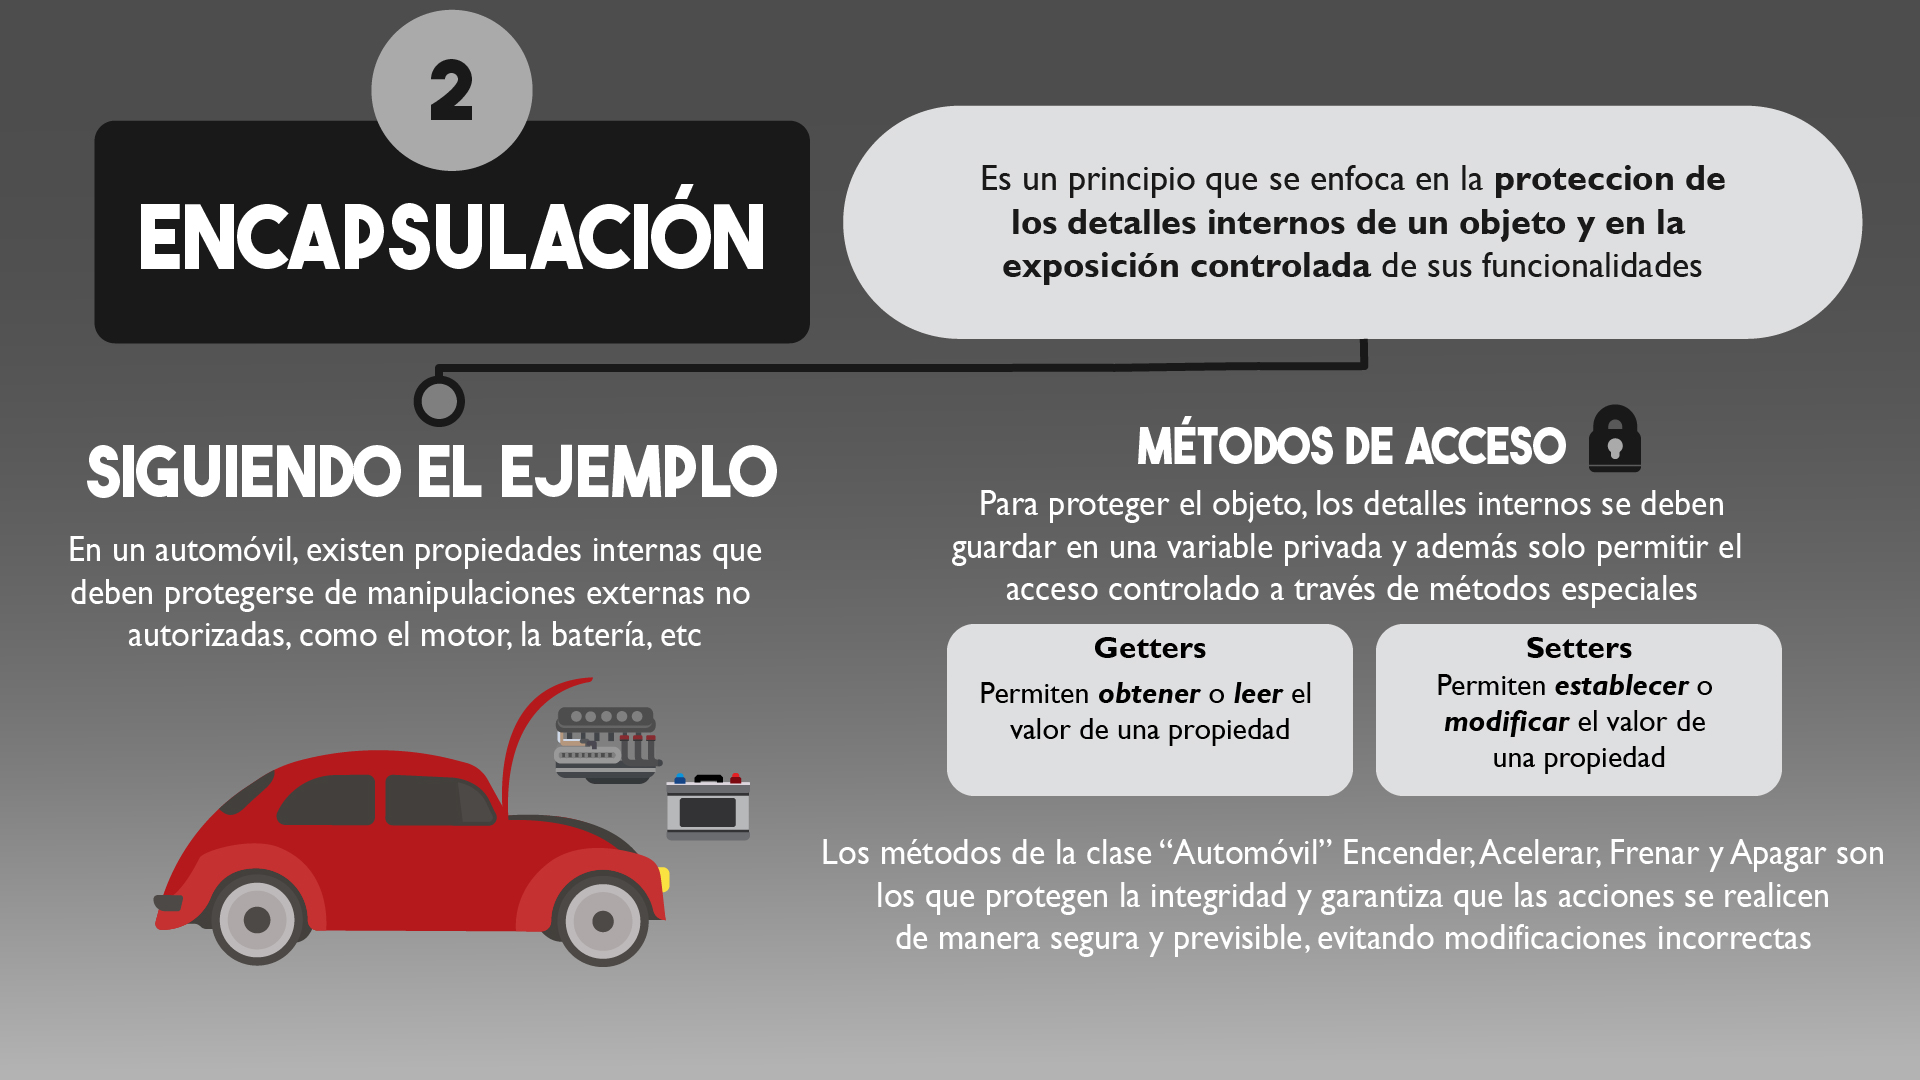 2
ENCAPSULACIÓN
Es un principio que se enfoca en la proteccion de
los detalles internos de un objeto y en la
exposición controlada de sus funcionalidades
SIGUIENDO EL EJEMPLO
En un automóvil, existen propiedades internas que
deben protegerse de manipulaciones externas no
autorizadas, como el motor, la batería, etc
MÉTODOS DE ACCESO
Para proteger el objeto, los detalles internos se deben
guardar en una variable privada y además solo permitir el
acceso controlado a través de métodos especiales
Getters
Permiten obtener o leer el
valor de una propiedad
Setters
Permiten establecer o
modificar el valor de
una propiedad
Los métodos de la clase “Automóvil” Encender, Acelerar, Frenar y Apagar son
los que protegen la integridad y garantiza que las acciones se realicen
de manera segura y previsible, evitando modificaciones incorrectas